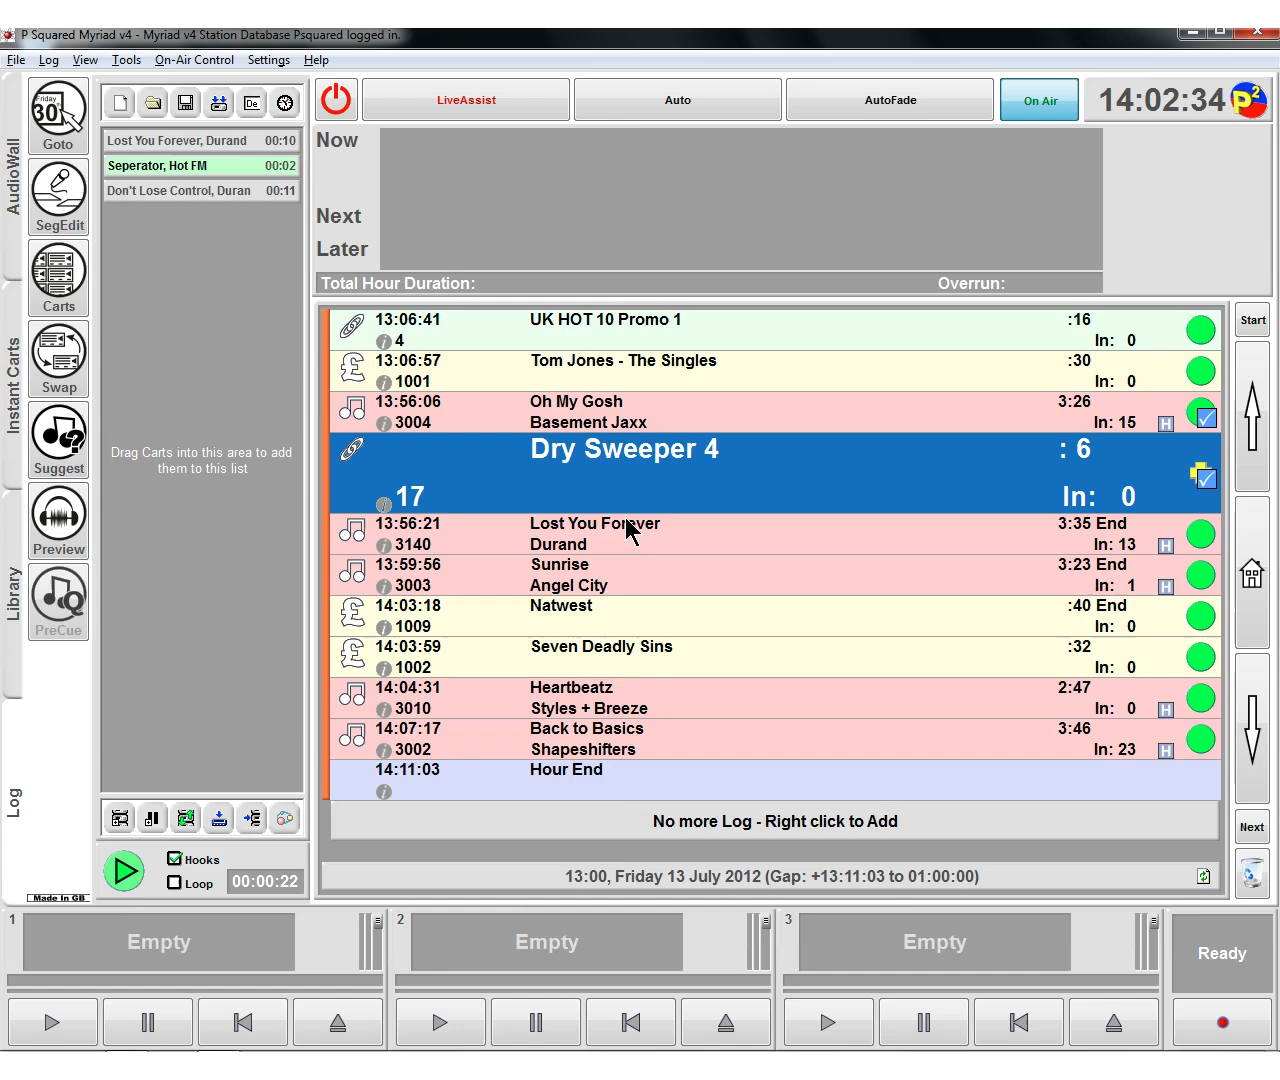 P Squared Myriad v4 - Myriad v4 Station Database Psquared logged in.
File Log View Tools On-Air Control Settings Help
AudioWall
Instant Carts
Library
Log
Friday
30
Goto
SegEdit
Carts
Swap
Suggest
Preview
PreCue
Made In GB
De
Lost You Forever, Durand 00:10
Seperator, Hot FM 00:02
Don't Lose Control, Duran 00:11
Drag Carts into this area to add
them to this list
Hooks
Loop
00:00:22
LiveAssist Auto AutoFade On Air 14:02:34
Now
Next
Later
Total Hour Duration: Overrun:
13:06:41 UK HOT 10 Promo 1 :16
4 In: 0
13:06:57 Tom Jones - The Singles :30
1001 In: 0
13:56:06 Oh My Gosh 3:26
3004 Basement Jaxx In: 15 H
Dry Sweeper 4 : 6
17 In: 0
13:56:21 Lost You Forever 3:35 End
3140 Durand In: 13 H
13:59:56 Sunrise 3:23 End
3003 Angel City In: 1 H
14:03:18 Natwest :40 End
1009 In: 0
14:03:59 Seven Deadly Sins :32
1002 In: 0
14:04:31 Heartbeatz 2:47
3010 Styles + Breeze In: 0 H
14:07:17 Back to Basics 3:46
3002 Shapeshifters In: 23 H
14:11:03 Hour End
No more Log - Right click to Add
13:00, Friday 13 July 2012 (Gap: +13:11:03 to 01:00:00)
Start
Next
1 Empty
2 Empty
3 Empty
Ready